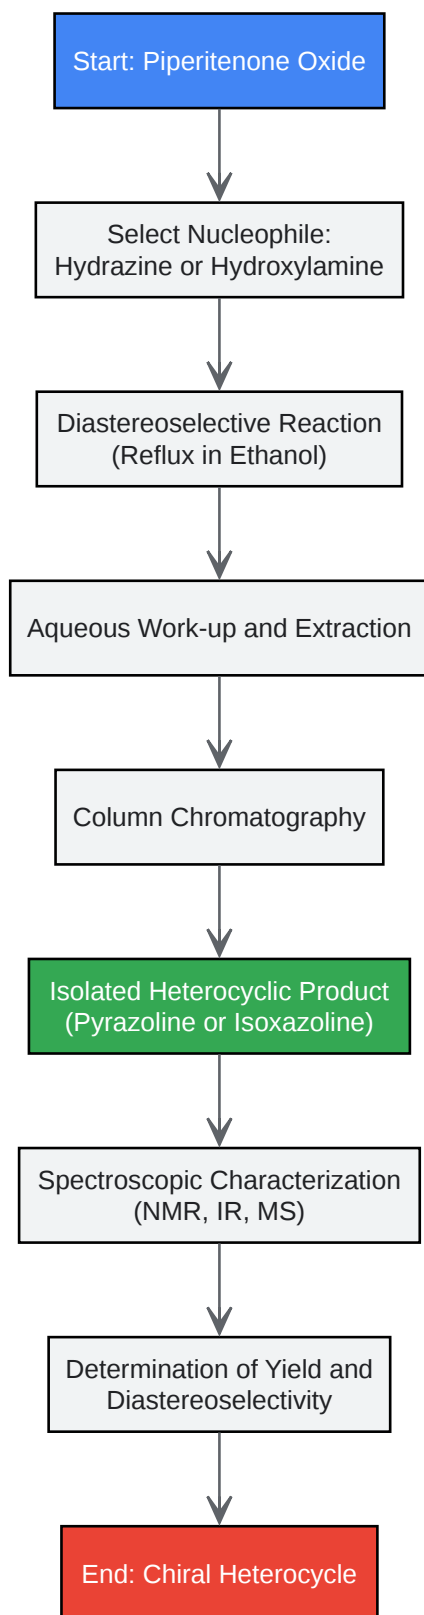 Start: Piperitenone Oxide
Select Nucleophile:
Hydrazine or Hydroxylamine
Diastereoselective Reaction
(Reflux in Ethanol)
Aqueous Work-up and Extraction
Column Chromatography
Isolated Heterocyclic Product
(Pyrazoline or Isoxazoline)
Spectroscopic Characterization
(NMR, IR, MS)
Determination of Yield and
Diastereoselectivity
End: Chiral Heterocycle